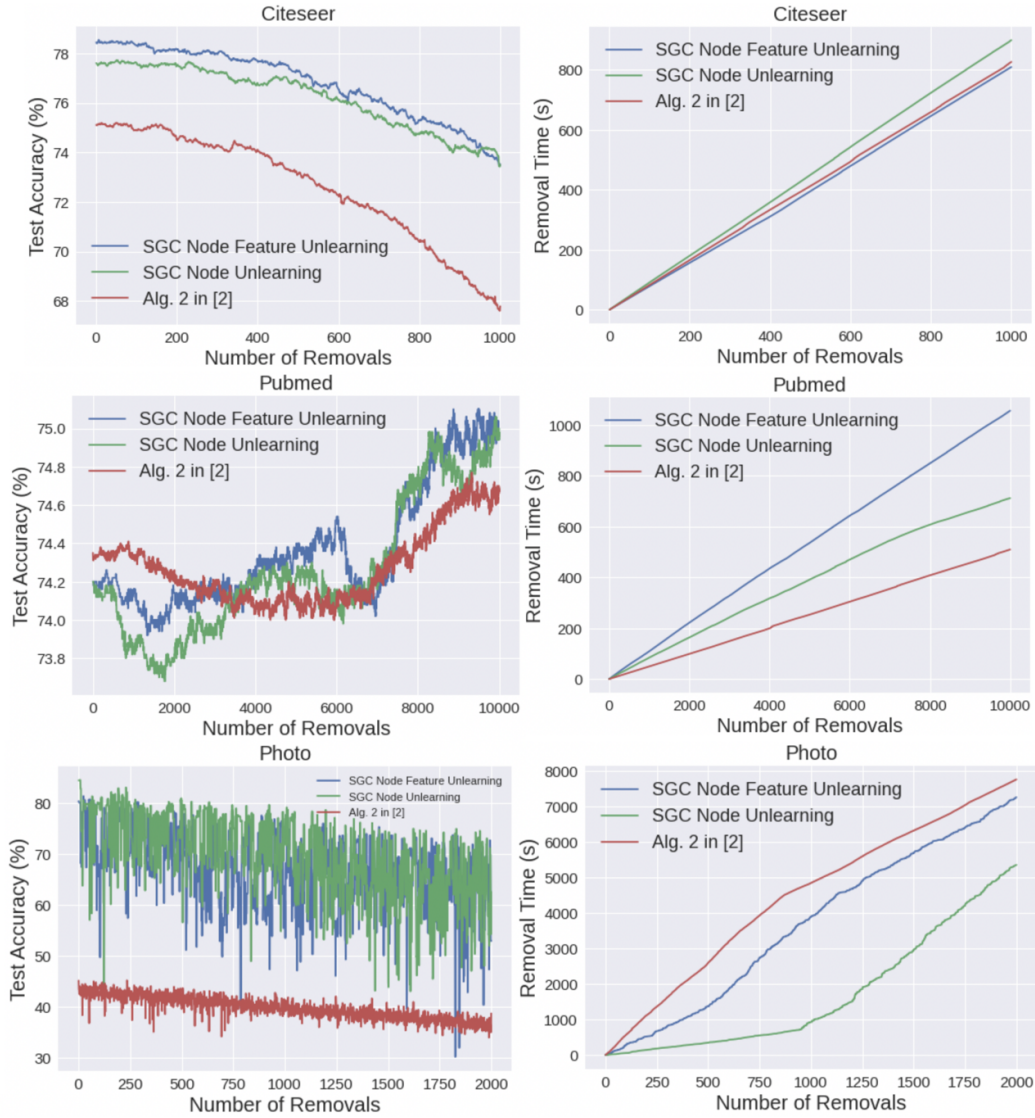 Citeseer
Test Accuracy (%)
78
76
74
72
70
68
SGC Node Feature Unlearning
SGC Node Unlearning
Alg. 2 in [2]
0 200 400 600 800 1000
Number of Removals
Citeseer
Removal Time (s)
800
600
400
200
0
SGC Node Feature Unlearning
SGC Node Unlearning
Alg. 2 in [2]
0 200 400 600 800 1000
Number of Removals
Pubmed
Test Accuracy (%)
75.0
74.8
74.6
74.4
74.2
74.0
73.8
SGC Node Feature Unlearning
SGC Node Unlearning
Alg. 2 in [2]
0 2000 4000 6000 8000 10000
Number of Removals
Pubmed
Removal Time (s)
1000
800
600
400
200
0
SGC Node Feature Unlearning
SGC Node Unlearning
Alg. 2 in [2]
0 2000 4000 6000 8000 10000
Number of Removals
Photo
Test Accuracy (%)
80
70
60
50
40
30
SGC Node Feature Unlearning
SGC Node Unlearning
Alg. 2 in [2]
0 250 500 750 1000 1250 1500 1750 2000
Number of Removals
Photo
Removal Time (s)
8000
7000
6000
5000
4000
3000
2000
1000
0
SGC Node Feature Unlearning
SGC Node Unlearning
Alg. 2 in [2]
0 250 500 750 1000 1250 1500 1750 2000
Number of Removals